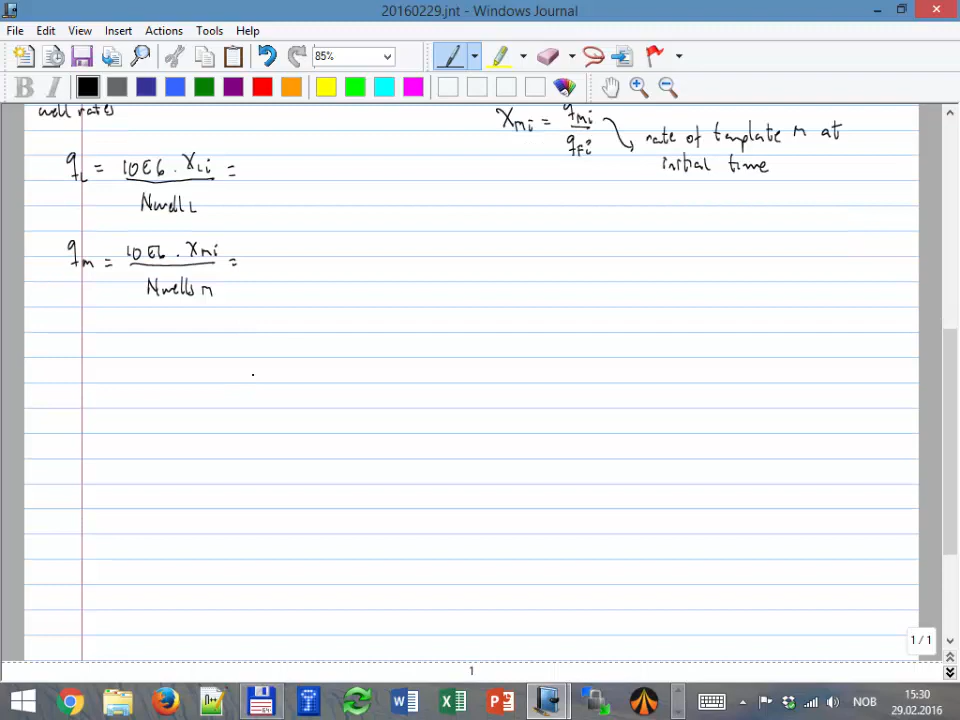 20160229.jnt - Windows Journal
File Edit View Insert Actions Tools Help
85%
B I
well rates
q_L = 10E6 . X_Li =
Nwell L
q_m = 10E6 . X_Mi =
Nwells M
X_Mi = q_Mi
q_Fi
rate of template M at
initial time
1 / 1
1
NOB
15:30
29.02.2016